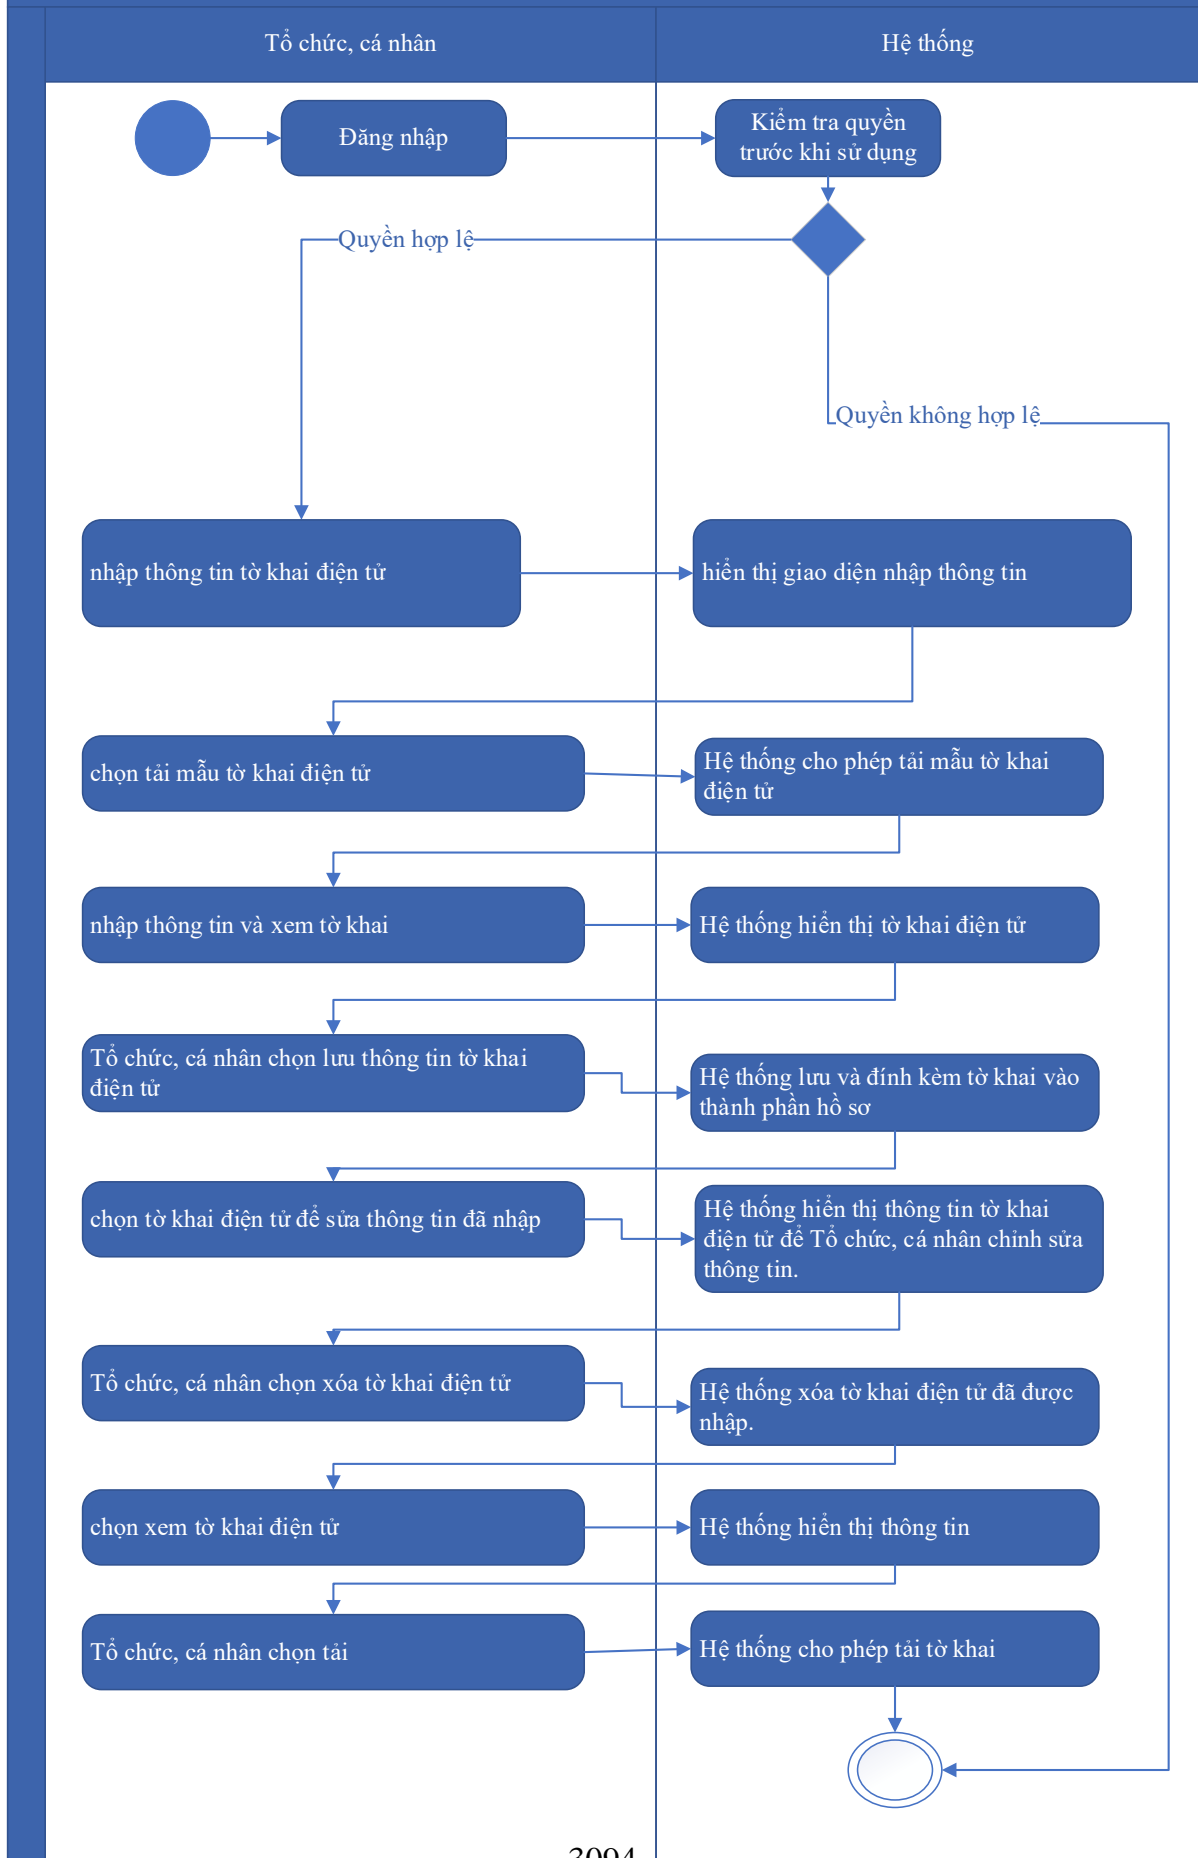 Tổ chức, cá nhân
Hệ thống
Đăng nhập
Kiểm tra quyền
trước khi sử dụng
Quyền hợp lệ
Quyền không hợp lệ
nhập thông tin tờ khai điện tử
hiển thị giao diện nhập thông tin
chọn tải mẫu tờ khai điện tử
Hệ thống cho phép tải mẫu tờ khai
điện tử
nhập thông tin và xem tờ khai
Hệ thống hiển thị tờ khai điện tử
Tổ chức, cá nhân chọn lưu thông tin tờ khai
điện tử
Hệ thống lưu và đính kèm tờ khai vào
thành phần hồ sơ
chọn tờ khai điện tử để sửa thông tin đã nhập
Hệ thống hiển thị thông tin tờ khai
điện tử để Tổ chức, cá nhân chỉnh sửa
thông tin.
Tổ chức, cá nhân chọn xóa tờ khai điện tử
Hệ thống xóa tờ khai điện tử đã được
nhập.
chọn xem tờ khai điện tử
Hệ thống hiển thị thông tin
Tổ chức, cá nhân chọn tải
Hệ thống cho phép tải tờ khai
3094